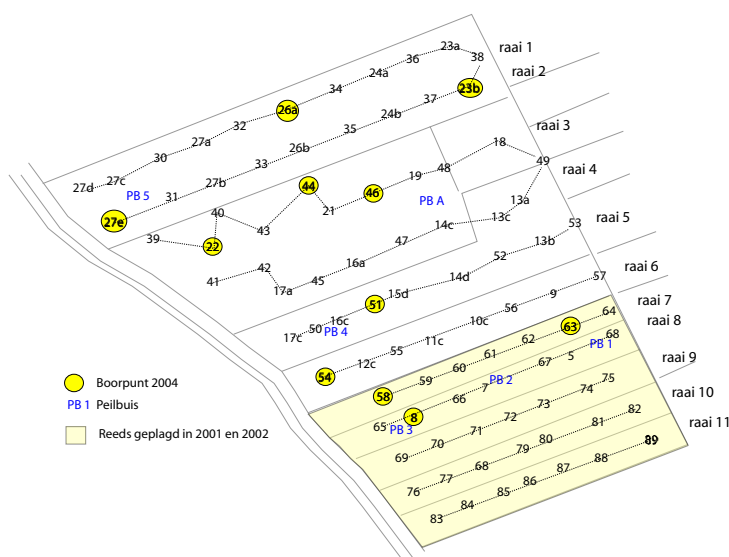 23a
36
38
raai 1
24a
raai 2
34
23b
26a
37
32
24b
35
raai 3
27a
26b
18
30
33
49
raai 4
27c
27b
48
19
27d
PB 5
31
44
46
PB A
13a
27e
40
21
13c
53
raai 5
39
22
43
47
14c
13b
52
42
16a
14d
57
raai 6
41
17a
45
15d
9
51
56
raai 7
16c
10c
64
raai 8
17c
50
PB 4
11c
62
63
68
55
61
PB 1
raai 9
12c
60
5
54
59
7
PB 2
67
75
raai 10
58
66
74
8
73
82
65
PB 3
72
81
raai 11
71
80
89
70
79
69
68
88
77
87
76
86
85
84
83
Boorpunt 2004
PB 1 Peilbuis
Reeds geplagd in 2001 en 2002